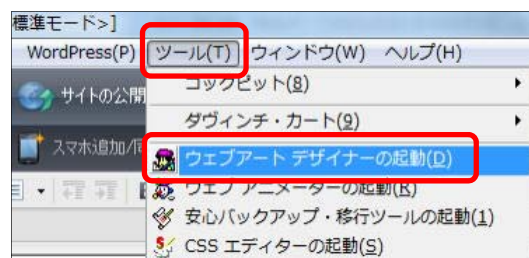 標準モード>]
WordPress(P) ツール(T) ウィンドウ(W) ヘルプ(H)
サイトの公開
コックピット(8)
ダヴィンチ・カート(9)
スマホ追加/同
ウェブアート デザイナーの起動(D)
ウェブ アニメーターの起動(R)
安心バックアップ・移行ツールの起動(1)
CSS エディターの起動(S)